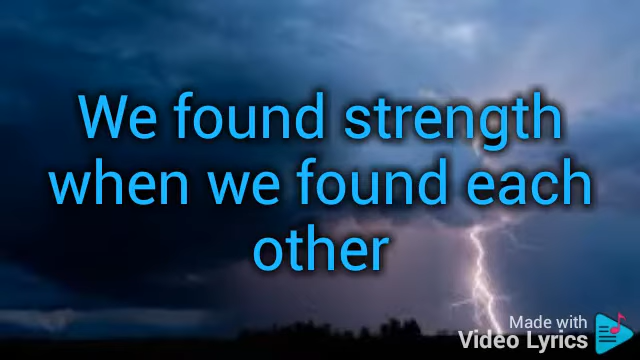 We found strength
when we found each
other
Made with
Video Lyrics